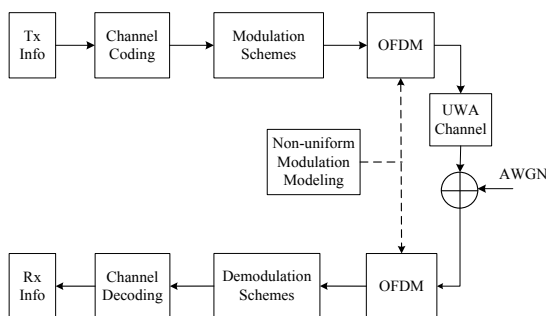 Tx
Info
Channel
Coding
Modulation
Schemes
OFDM
UWA
Channel
Non-uniform
Modulation
Modeling
AWGN
Rx
Info
Channel
Decoding
Demodulation
Schemes
OFDM